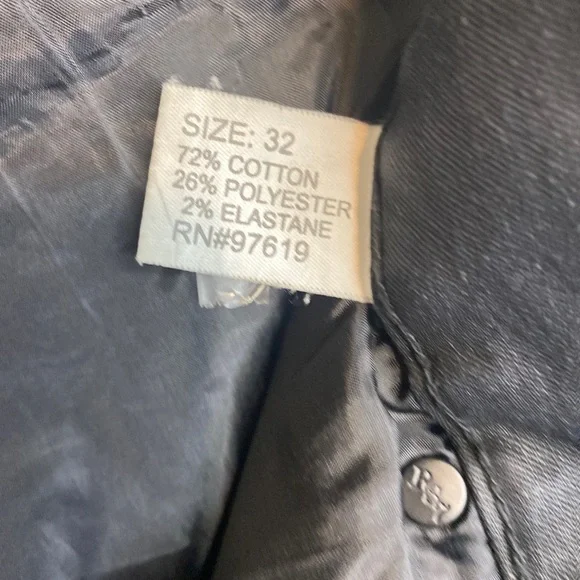 SIZE: 32
72% COTTON
26% POLYESTER
2% ELASTANE
RN#97619